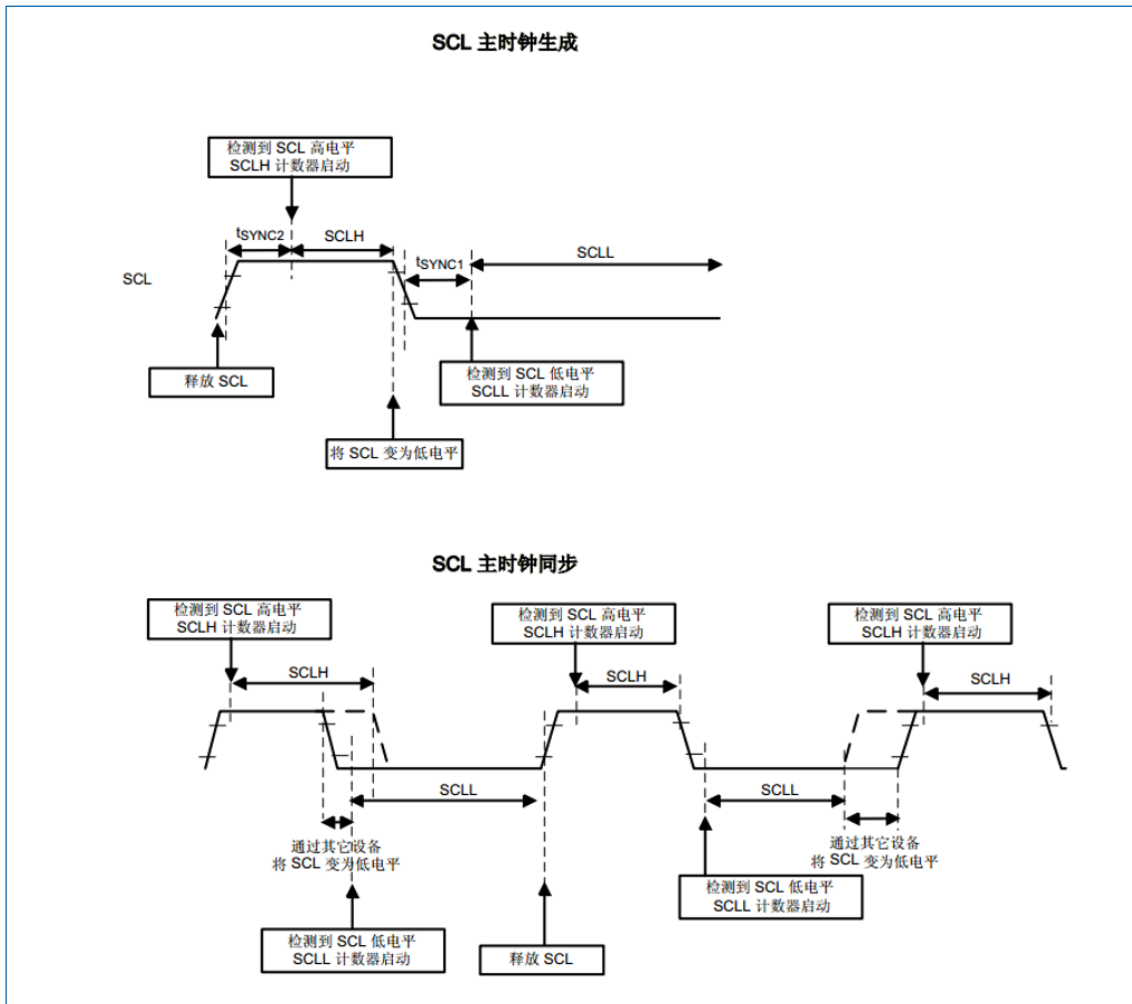 SCL 主时钟生成
检测到 SCL 高电平
SCLH 计数器启动
tSYNC2
SCLH
tSYNC1
SCLL
SCL
释放 SCL
检测到 SCL 低电平
SCLL 计数器启动
将 SCL 变为低电平
SCL 主时钟同步
检测到 SCL 高电平
SCLH 计数器启动
检测到 SCL 高电平
SCLH 计数器启动
检测到 SCL 高电平
SCLH 计数器启动
SCLH
SCLH
SCLH
SCLL
SCLL
通过其它设备
将 SCL 变为低电平
通过其它设备
将 SCL 变为低电平
检测到 SCL 低电平
SCLL 计数器启动
检测到 SCL 低电平
SCLL 计数器启动
释放 SCL